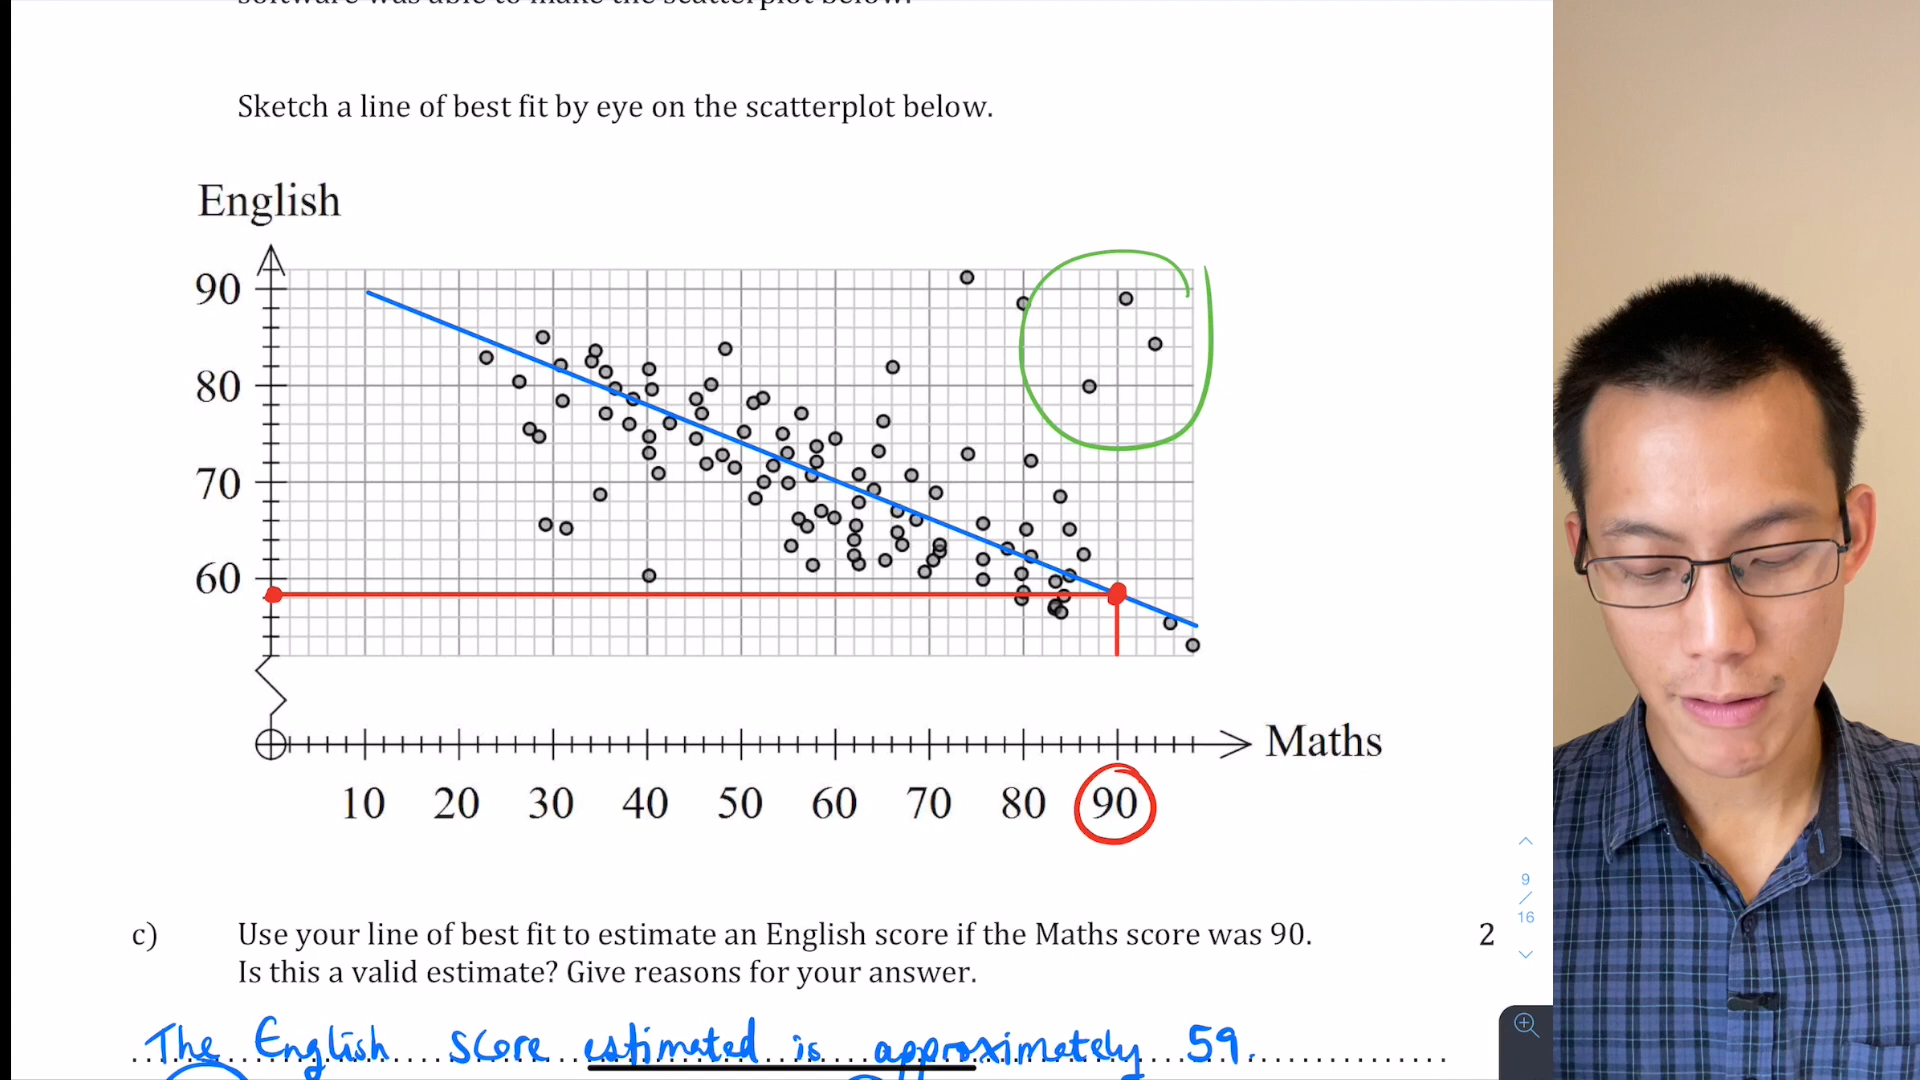 Sketch a line of best fit by eye on the scatterplot below.
English
90
80
70
60
Maths
10 20 30 40 50 60 70 80 90
c) Use your line of best fit to estimate an English score if the Maths score was 90. 2
Is this a valid estimate? Give reasons for your answer.
9
/
16
The English score estimated is approximately 59.